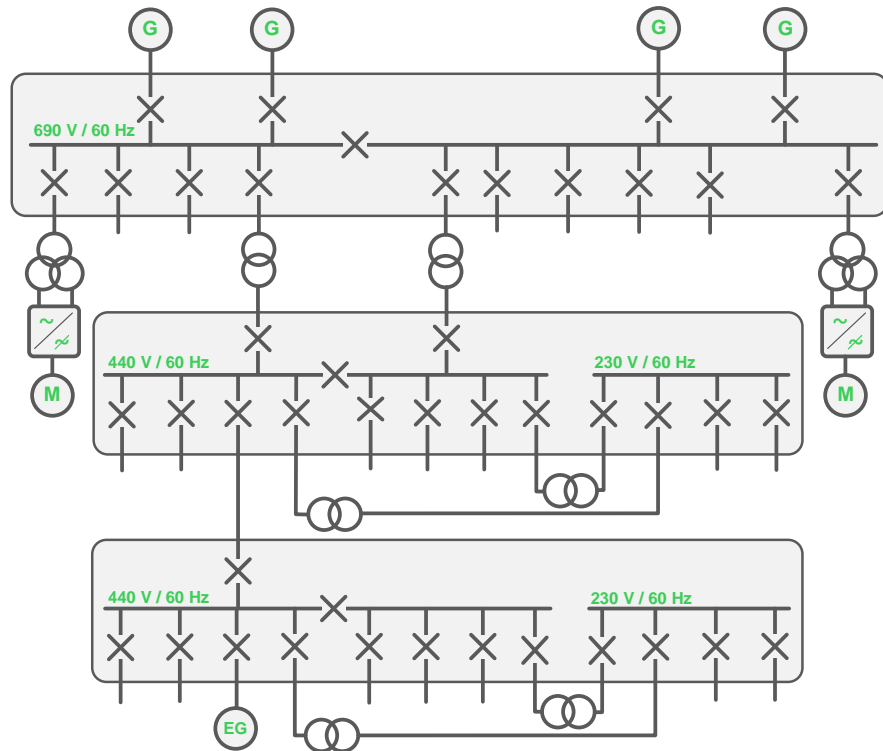 G G G G
690 V / 60 Hz
~ ~
M M
440 V / 60 Hz 230 V / 60 Hz
440 V / 60 Hz 230 V / 60 Hz
EG